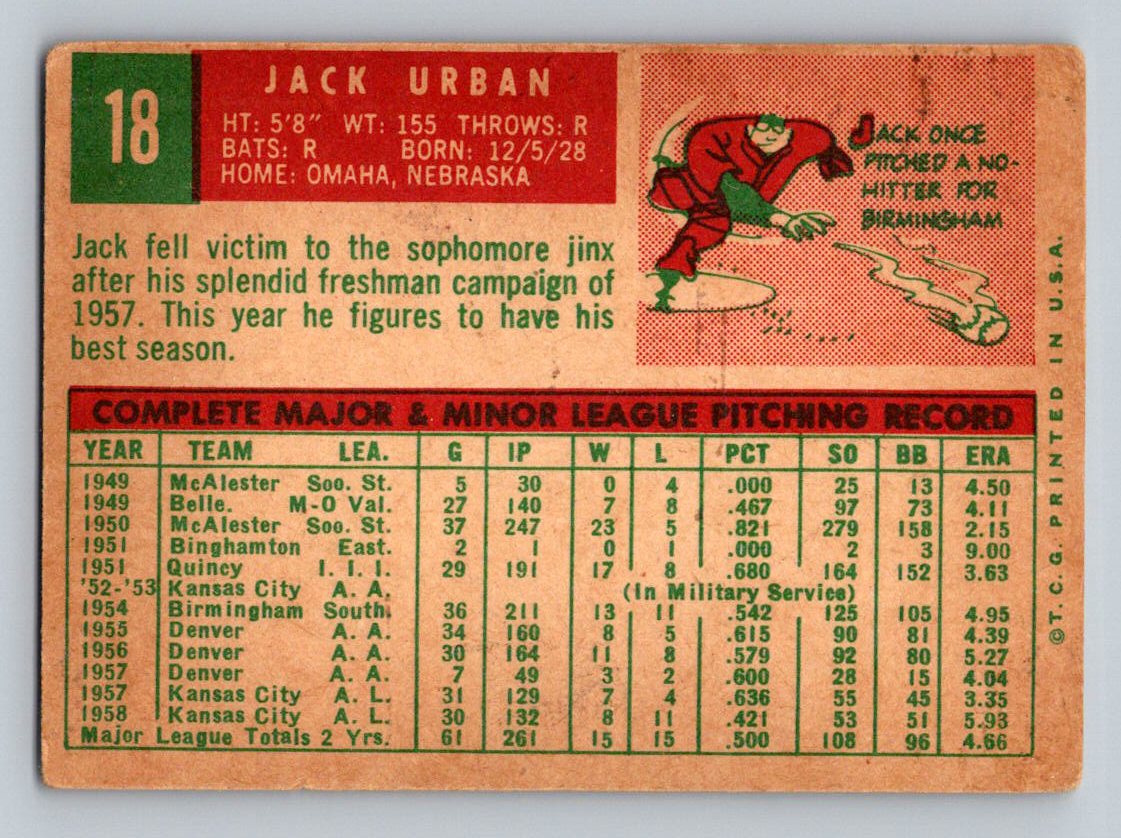 18
JACK URBAN
HT: 5'8" WT: 155 THROWS: R
BATS: R BORN: 12/5/28
HOME: OMAHA, NEBRASKA
JACK ONCE
PITCHED A NO-
HITTER FOR
BIRMINGHAM
Jack fell victim to the sophomore jinx
after his splendid freshman campaign of
1957. This year he figures to have his
best season.
COMPLETE MAJOR & MINOR LEAGUE PITCHING RECORD
YEAR TEAM LEA. G IP W L PCT SO BB ERA
1949 McAlester Soo. St. 5 30 0 4 .000 25 13 4.50
1949 Belle. M-O Val. 27 140 7 8 .467 97 73 4.11
1950 McAlester Soo. St. 37 247 23 5 .821 279 158 2.15
1951 Binghamton East. 2 1 0 1 .000 2 3 9.00
1951 Quincy I. I. I. 29 191 17 8 .680 164 152 3.63
'52-'53 Kansas City A. A. (In Military Service)
1954 Birmingham South. 36 211 13 11 .542 125 105 4.95
1955 Denver A. A. 34 160 8 5 .615 90 81 4.39
1956 Denver A. A. 30 164 11 8 .579 92 80 5.27
1957 Denver A. A. 7 49 3 2 .600 28 15 4.04
1957 Kansas City A. L. 31 129 7 4 .636 55 45 3.35
1958 Kansas City A. L. 30 132 8 11 .421 53 51 5.93
Major League Totals 2 Yrs. 61 261 15 15 .500 108 96 4.66
©T. C. G. PRINTED IN U.S.A.